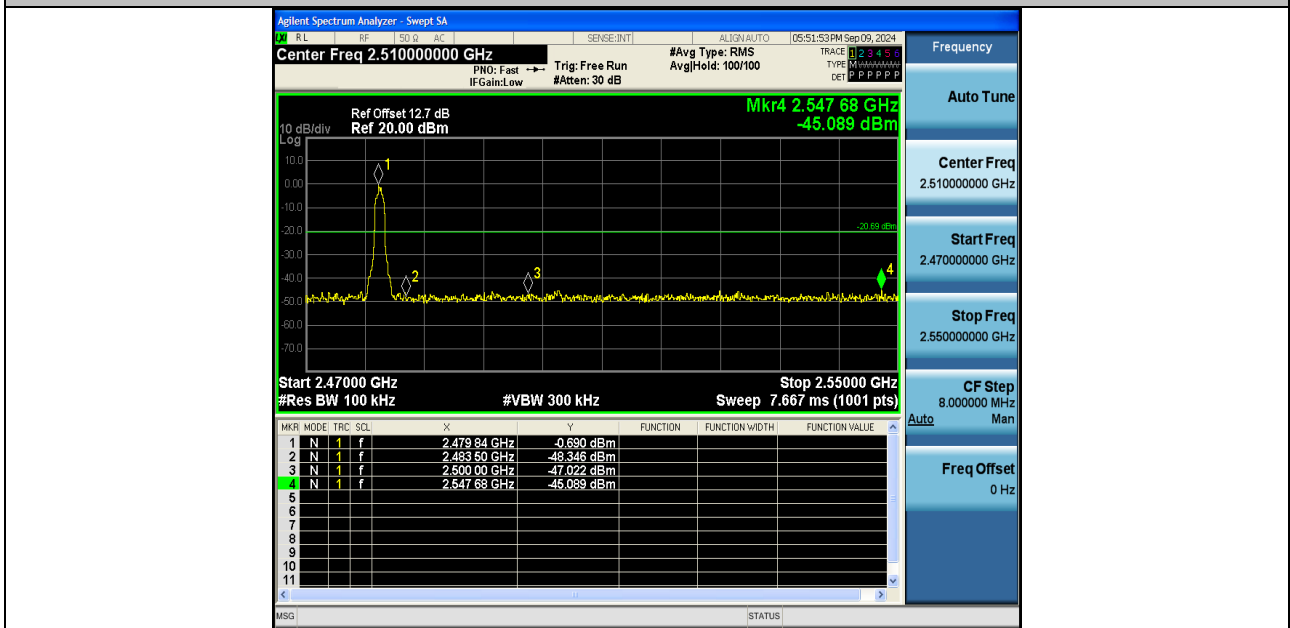 Agilent Spectrum Analyzer - Swept SA
RL RF 50 Ω AC SENSE:INT ALIGN AUTO 05:51:53 PM Sep 09, 2024
Center Freq 2.510000000 GHz
PNO: Fast
IFGain:Low
Trig: Free Run
#Atten: 30 dB
#Avg Type: RMS
Avg|Hold: 100/100
TRACE 1 2 3 4 5 6
TYPE M
DET P P P P P P
Mkr4 2.547 68 GHz
-45.089 dBm
Ref Offset 12.7 dB
10 dB/div Ref 20.00 dBm
Log
10.0
0.00
-10.0
-20.0
-30.0
-40.0
-50.0
-60.0
-70.0
1
2
3
4
-20.69 dBm
Start 2.47000 GHz Stop 2.55000 GHz
#Res BW 100 kHz #VBW 300 kHz Sweep 7.667 ms (1001 pts)
MKR MODE TRC SCL X Y FUNCTION FUNCTION WIDTH FUNCTION VALUE
1 N 1 f 2.479 84 GHz -0.690 dBm
2 N 1 f 2.483 50 GHz -48.346 dBm
3 N 1 f 2.500 00 GHz -47.022 dBm
4 N 1 f 2.547 68 GHz -45.089 dBm
5
6
7
8
9
10
11
MSG STATUS
Frequency
Auto Tune
Center Freq
2.510000000 GHz
Start Freq
2.470000000 GHz
Stop Freq
2.550000000 GHz
CF Step
8.000000 MHz
Auto Man
Freq Offset
0 Hz